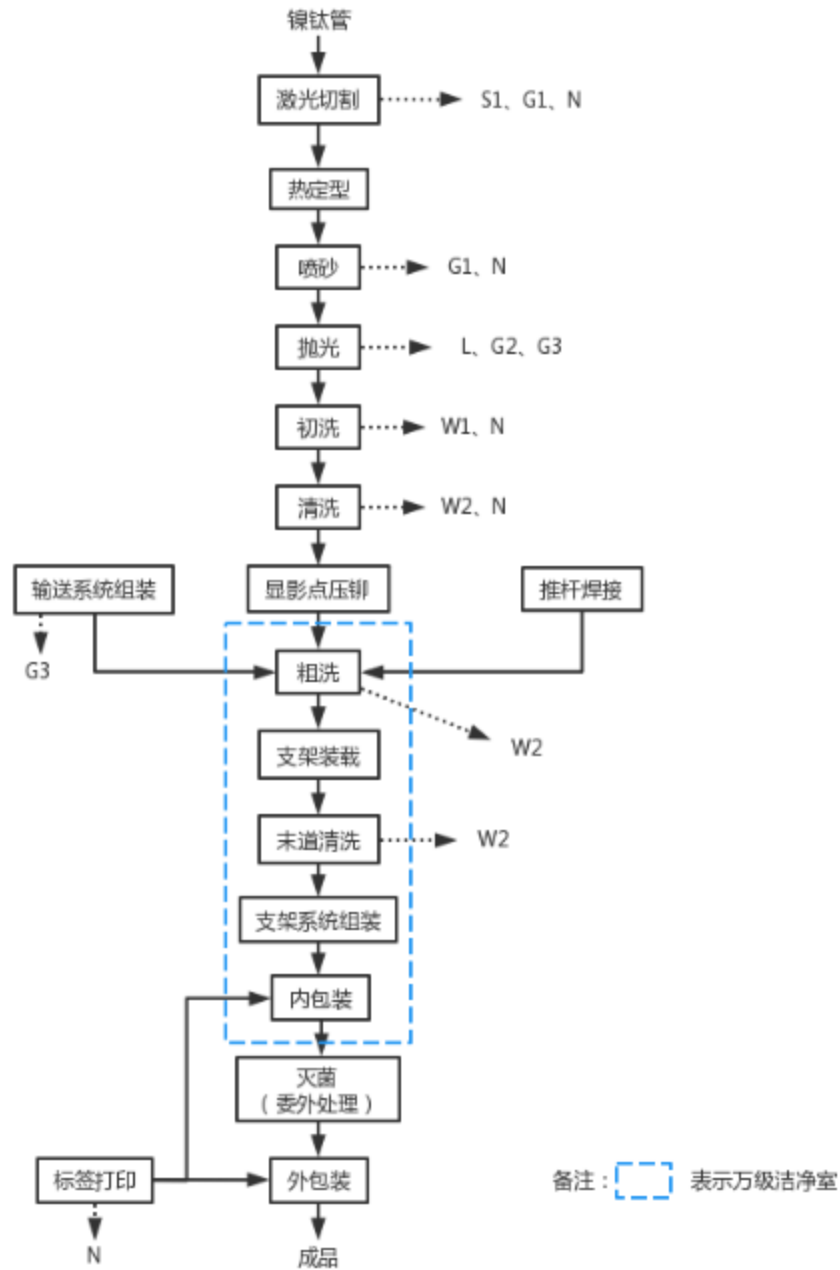 镍钛管
激光切割
S1、G1、N
热定型
喷砂
G1、N
抛光
L、G2、G3
初洗
W1、N
清洗
W2、N
输送系统组装
显影点压铆
推杆焊接
G3
粗洗
W2
支架装载
末道清洗
W2
支架系统组装
内包装
灭菌
（委外处理）
标签打印
外包装
备注：
表示万级洁净室
N
成品